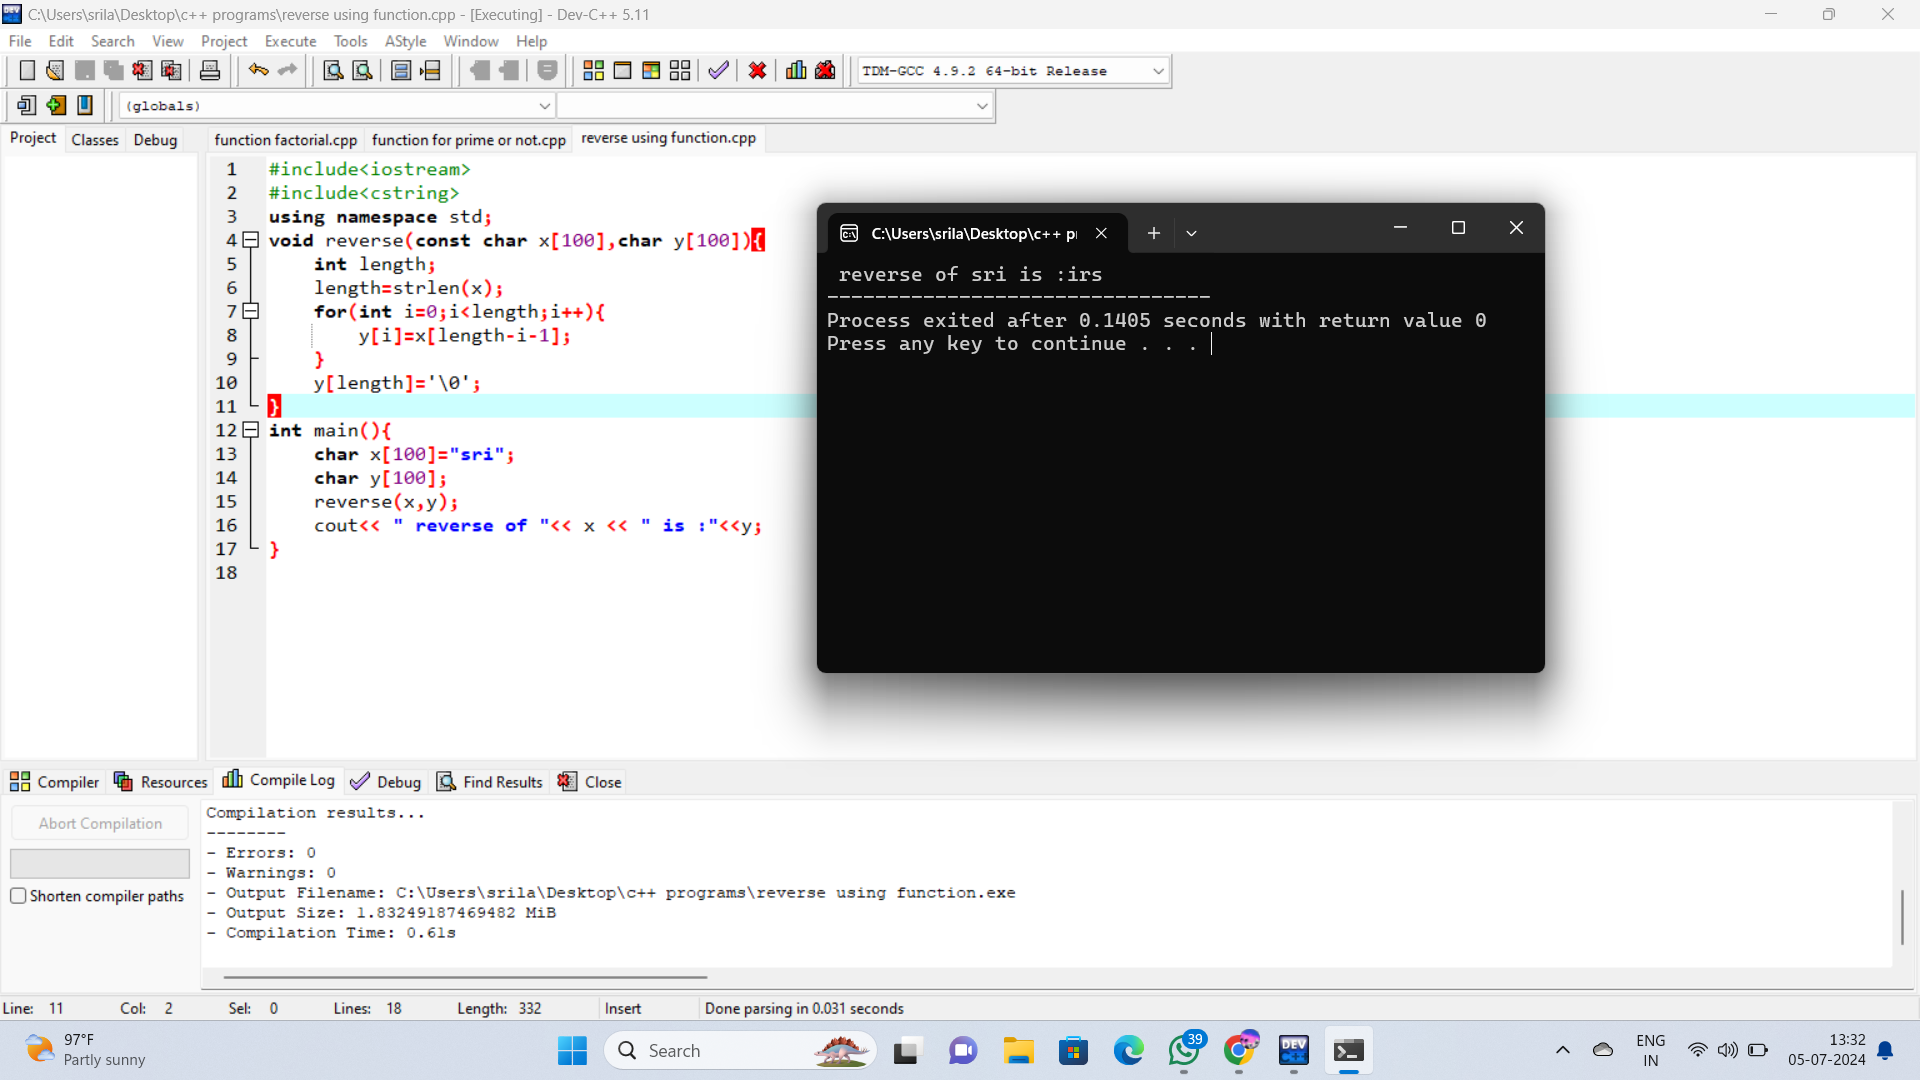 C:\Users\srila\Desktop\c++ programs\reverse using function.cpp - [Executing] - Dev-C++ 5.11
File Edit Search View Project Execute Tools AStyle Window Help
TDM-GCC 4.9.2 64-bit Release
(globals)
Project Classes Debug
function factorial.cpp function for prime or not.cpp reverse using function.cpp
1 #include<iostream>
2 #include<cstring>
3 using namespace std;
4 void reverse(const char x[100],char y[100]){
5 int length;
6 length=strlen(x);
7 for(int i=0;i<length;i++){
8 y[i]=x[length-i-1];
9 }
10 y[length]='\0';
11 }
12 int main(){
13 char x[100]="sri";
14 char y[100];
15 reverse(x,y);
16 cout<< " reverse of "<< x << " is :"<<y;
17 }
18
C:\Users\srila\Desktop\c++ p
reverse of sri is :irs
--------------------------------
Process exited after 0.1405 seconds with return value 0
Press any key to continue . . .
Compiler Resources Compile Log Debug Find Results Close
Abort Compilation
Shorten compiler paths
Compilation results...
--------
- Errors: 0
- Warnings: 0
- Output Filename: C:\Users\srila\Desktop\c++ programs\reverse using function.exe
- Output Size: 1.83249187469482 MiB
- Compilation Time: 0.61s
Line: 11 Col: 2 Sel: 0 Lines: 18 Length: 332 Insert Done parsing in 0.031 seconds
97°F
Partly sunny
Search
39
DEV
ENG
IN
13:32
05-07-2024